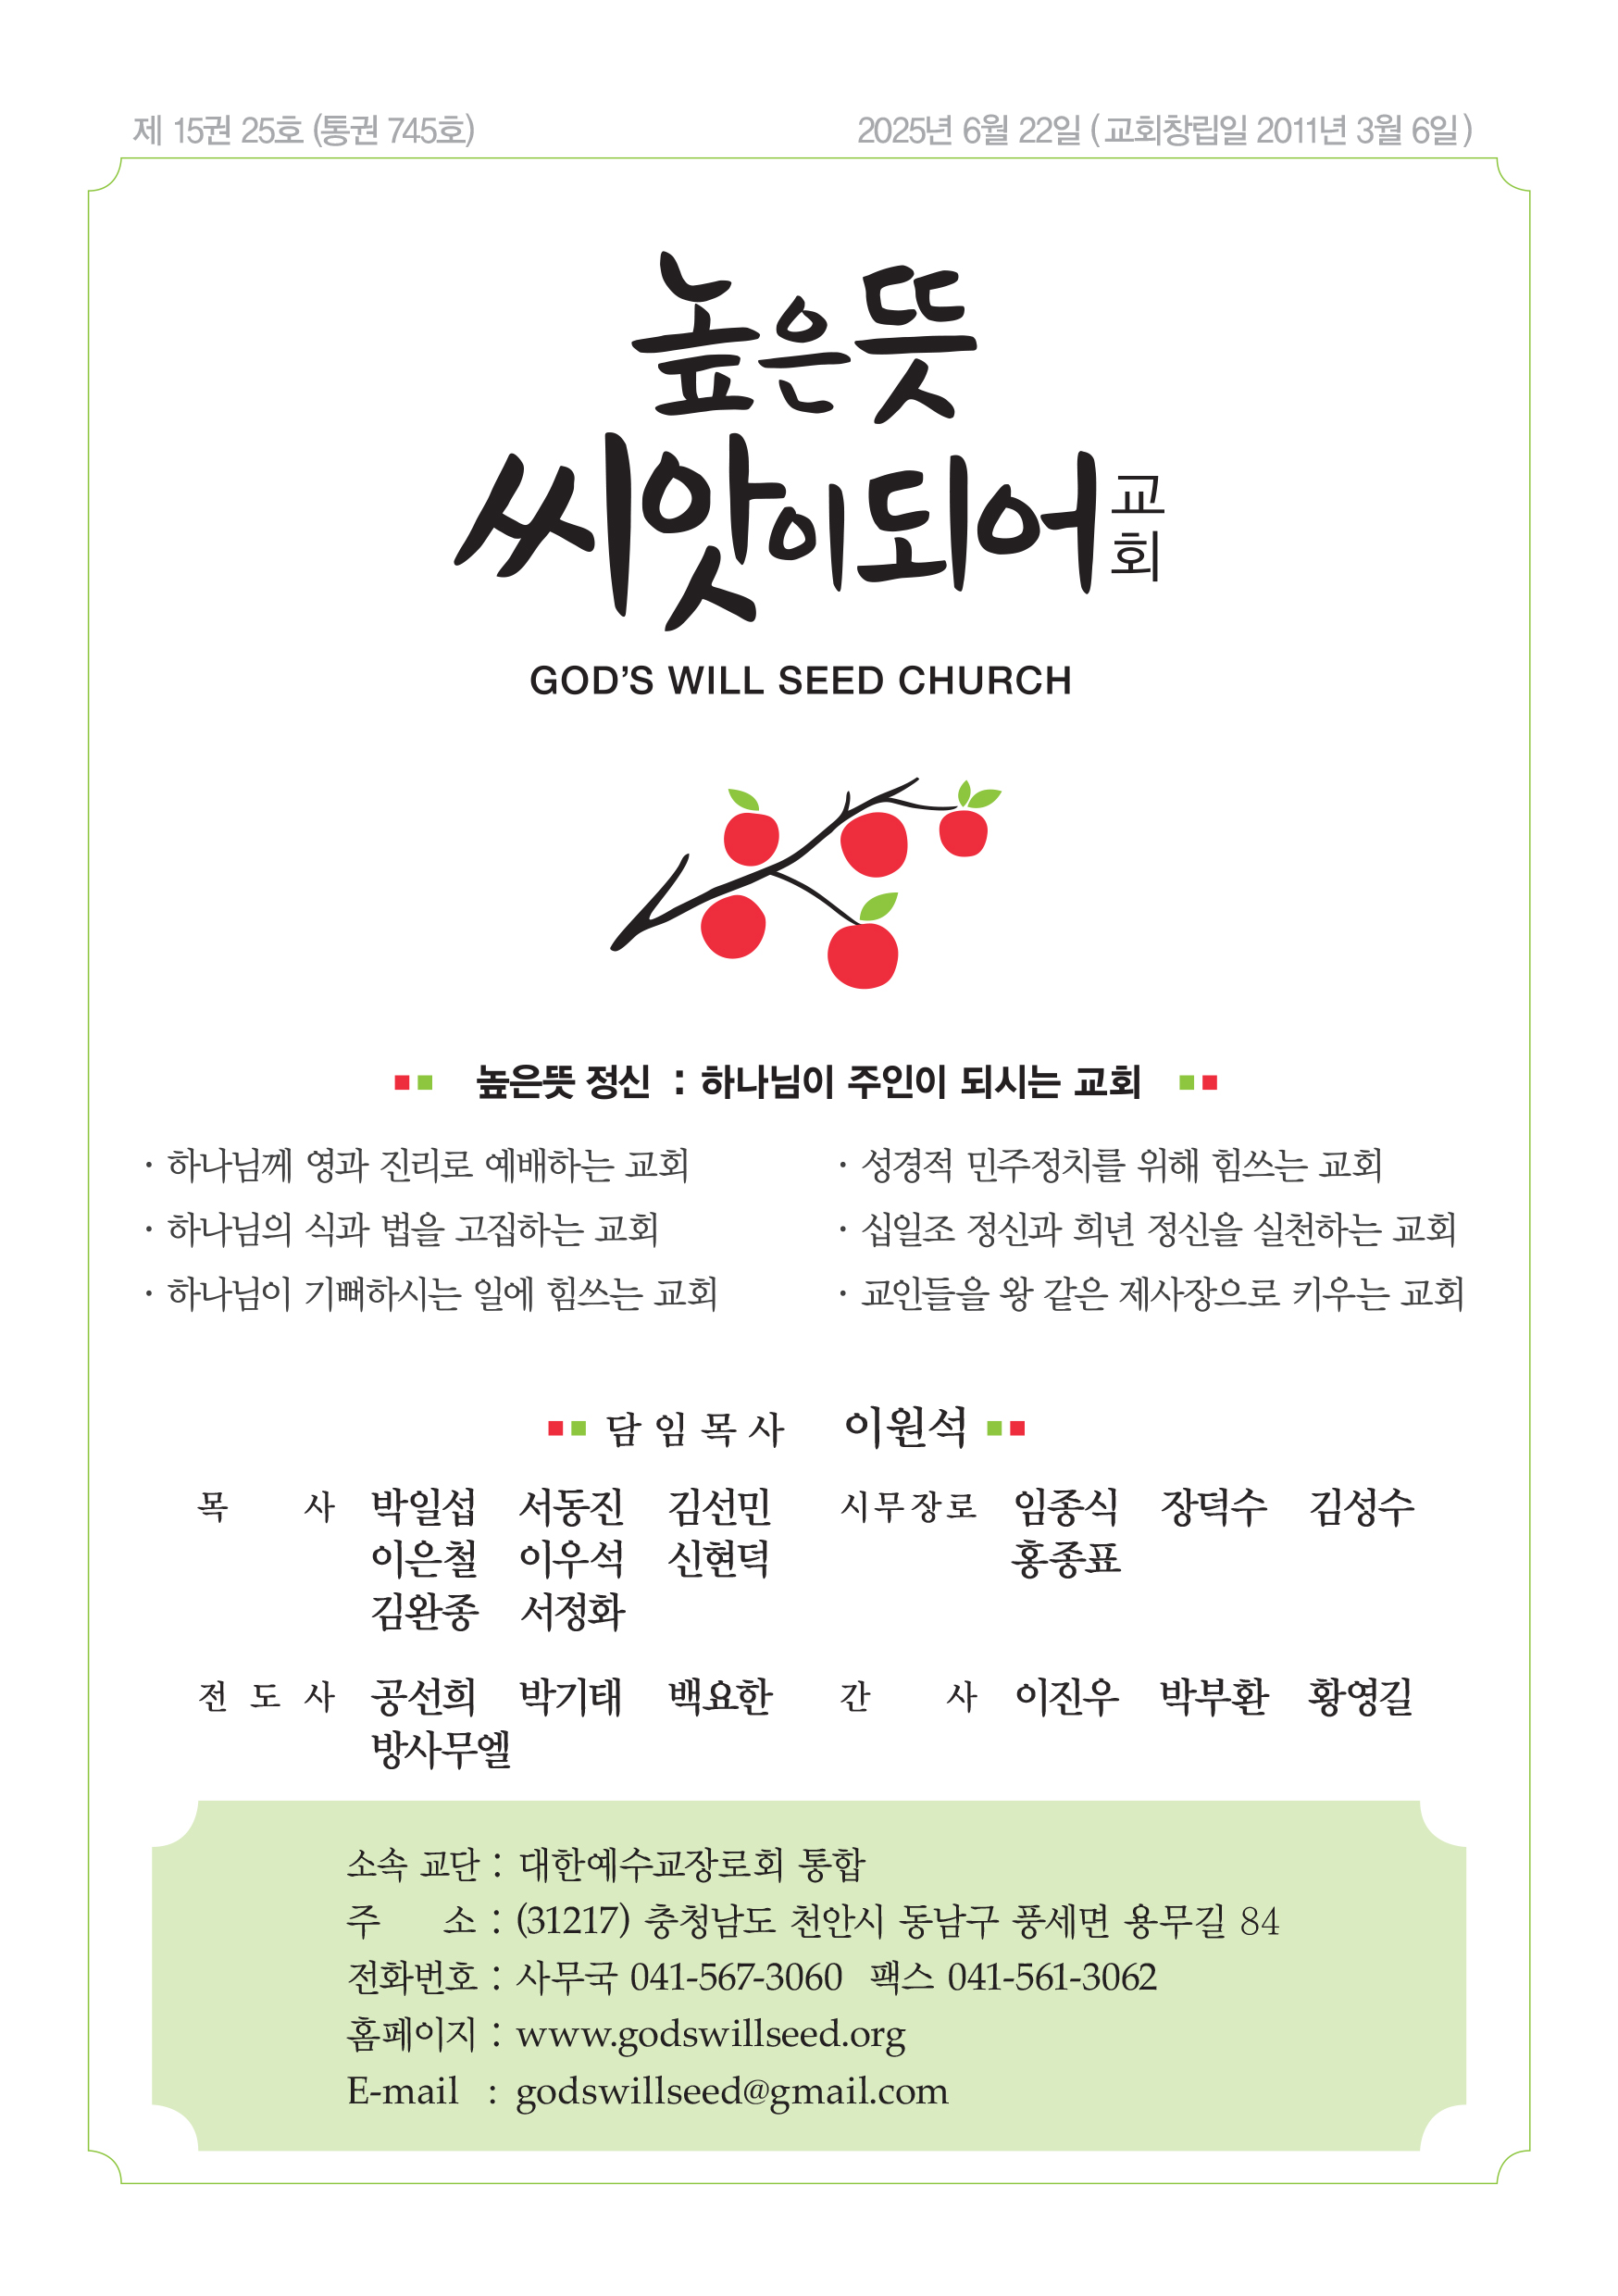 제 15권 25호 (통권 745호)
2025년 6월 22일 ( 교회창립일 2011년 3월 6일 )
높은뜻
씨앗이되어 교회
GOD'S WILL SEED CHURCH
높은뜻 정신 : 하나님이 주인이 되시는 교회
· 하나님께 영과 진리로 예배하는 교회
· 하나님의 식과 법을 고집하는 교회
· 하나님이 기뻐하시는 일에 힘쓰는 교회
· 성경적 민주정치를 위해 힘쓰는 교회
· 십일조 정신과 희년 정신을 실천하는 교회
· 교인들을 왕 같은 제사장으로 키우는 교회
담 임 목 사 이원석
목 사 박일섭 서동진 김선민
이은철 이우석 신현덕
김완종 서정화
시무장로 임종식 장덕수 김성수
홍종표
전 도 사 공선희 박기태 백요한
방사무엘
간 사 이진우 박부환 황영길
소속 교단 : 대한예수교장로회 통합
주 소 : (31217) 충청남도 천안시 동남구 풍세면 용무길 84
전화번호 : 사무국 041-567-3060 팩스 041-561-3062
홈페이지 : www.godswillseed.org
E-mail : godswillseed@gmail.com